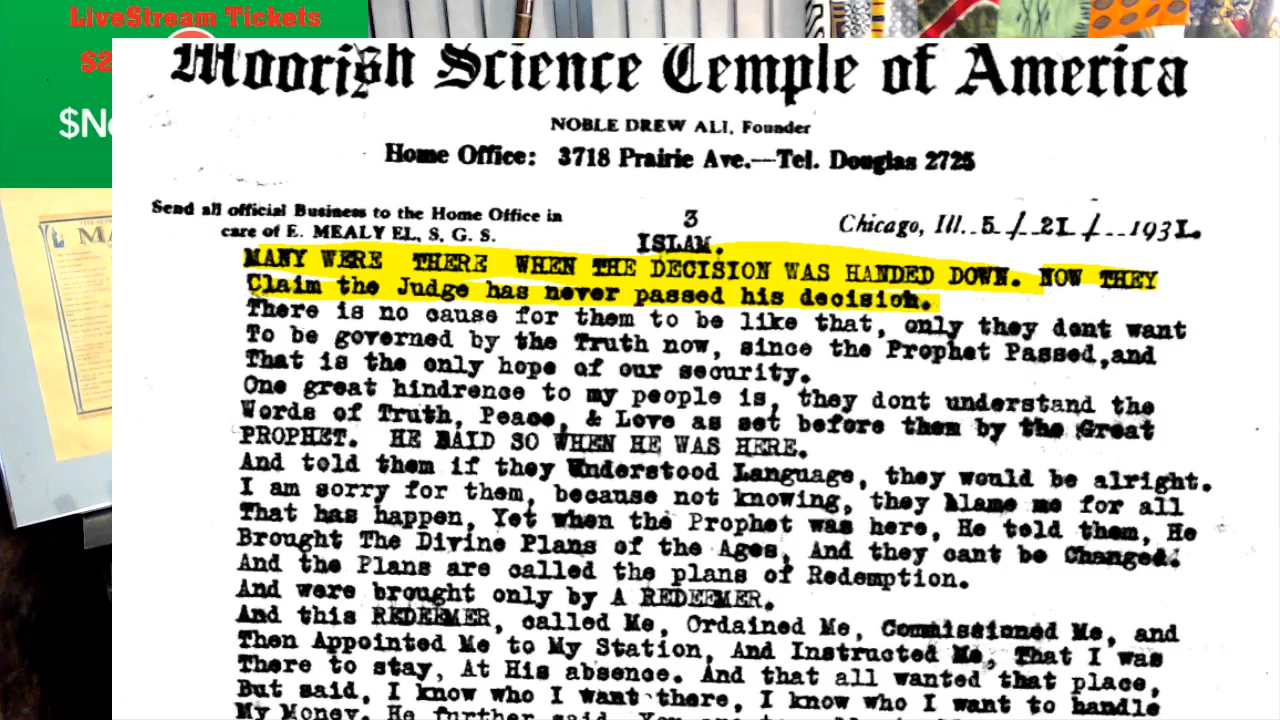 LiveStream Tickets
$2
$No
Moorish Science Temple of America
NOBLE DREW ALI, Founder
Home Office: 3718 Prairie Ave.—Tel. Douglas 2725
Send all official Business to the Home Office in
care of E. MEALY EL, S. G. S.
3
Chicago, Ill. 5/21/1931.
ISLAM.
MANY WERE THERE WHEN THE DECISION WAS HANDED DOWN. NOW THEY
Claim the Judge has never passed his decision.
There is no cause for them to be like that, only they dont want
To be governed by the Truth now, since the Prophet Passed,and
That is the only hope of our security.
One great hindrence to my people is, they dont understand the
Words of Truth, Peace, & Love as set before them by the Great
PROPHET. HE SAID SO WHEN HE WAS HERE.
And told them if they Understood Language, they would be alright.
I am sorry for them, because not knowing, they blame me for all
That has happen, Yet when the Prophet was here, He told them, He
Brought The Divine Plans of the Ages, And they cant be Changed.
And the Plans are called the plans of Redemption.
And were brought only by A REDEEMER.
And this REDEEMER, called Me, Ordained Me, Commissioned Me, and
Then Appointed Me to My Station, And Instructed Me, That I was
There to stay, At His absence. And that all wanted that place,
But said, I know who I want there, I know who I want to handle
My Money. He further said, You are to